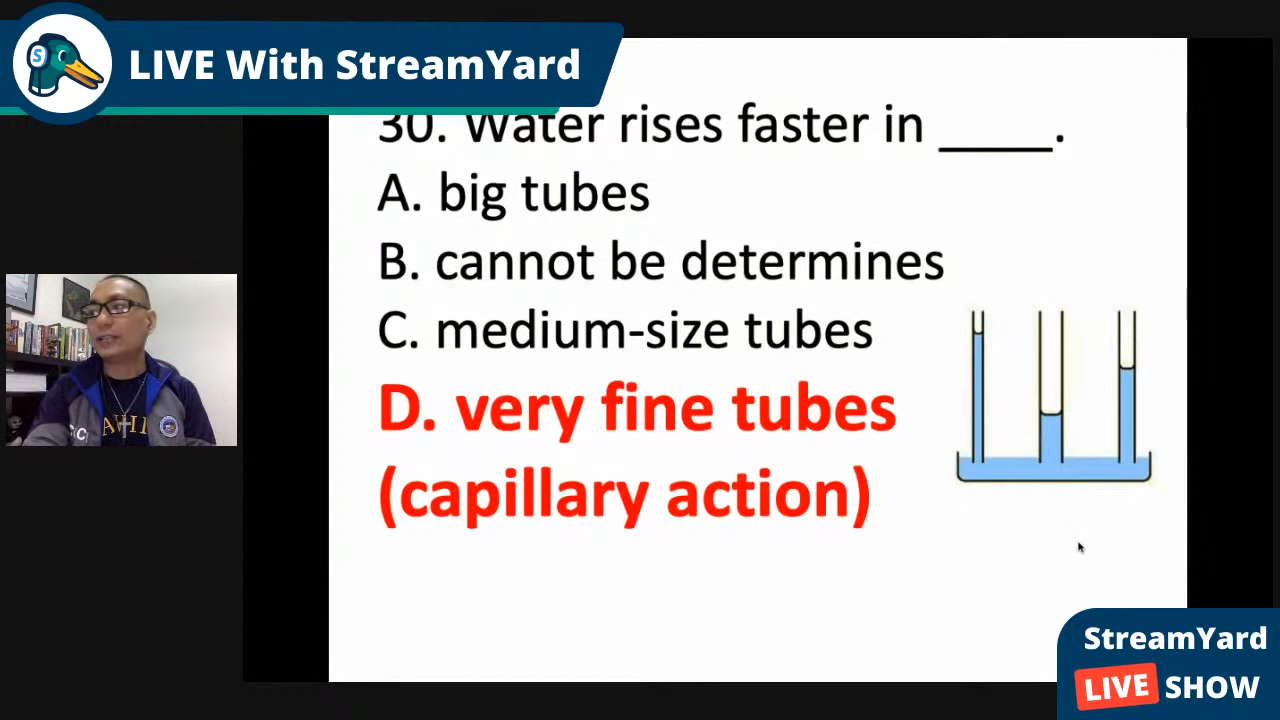 LIVE With StreamYard
30. Water rises faster in ____.
A. big tubes
B. cannot be determines
C. medium-size tubes
D. very fine tubes
(capillary action)
StreamYard
LIVE SHOW